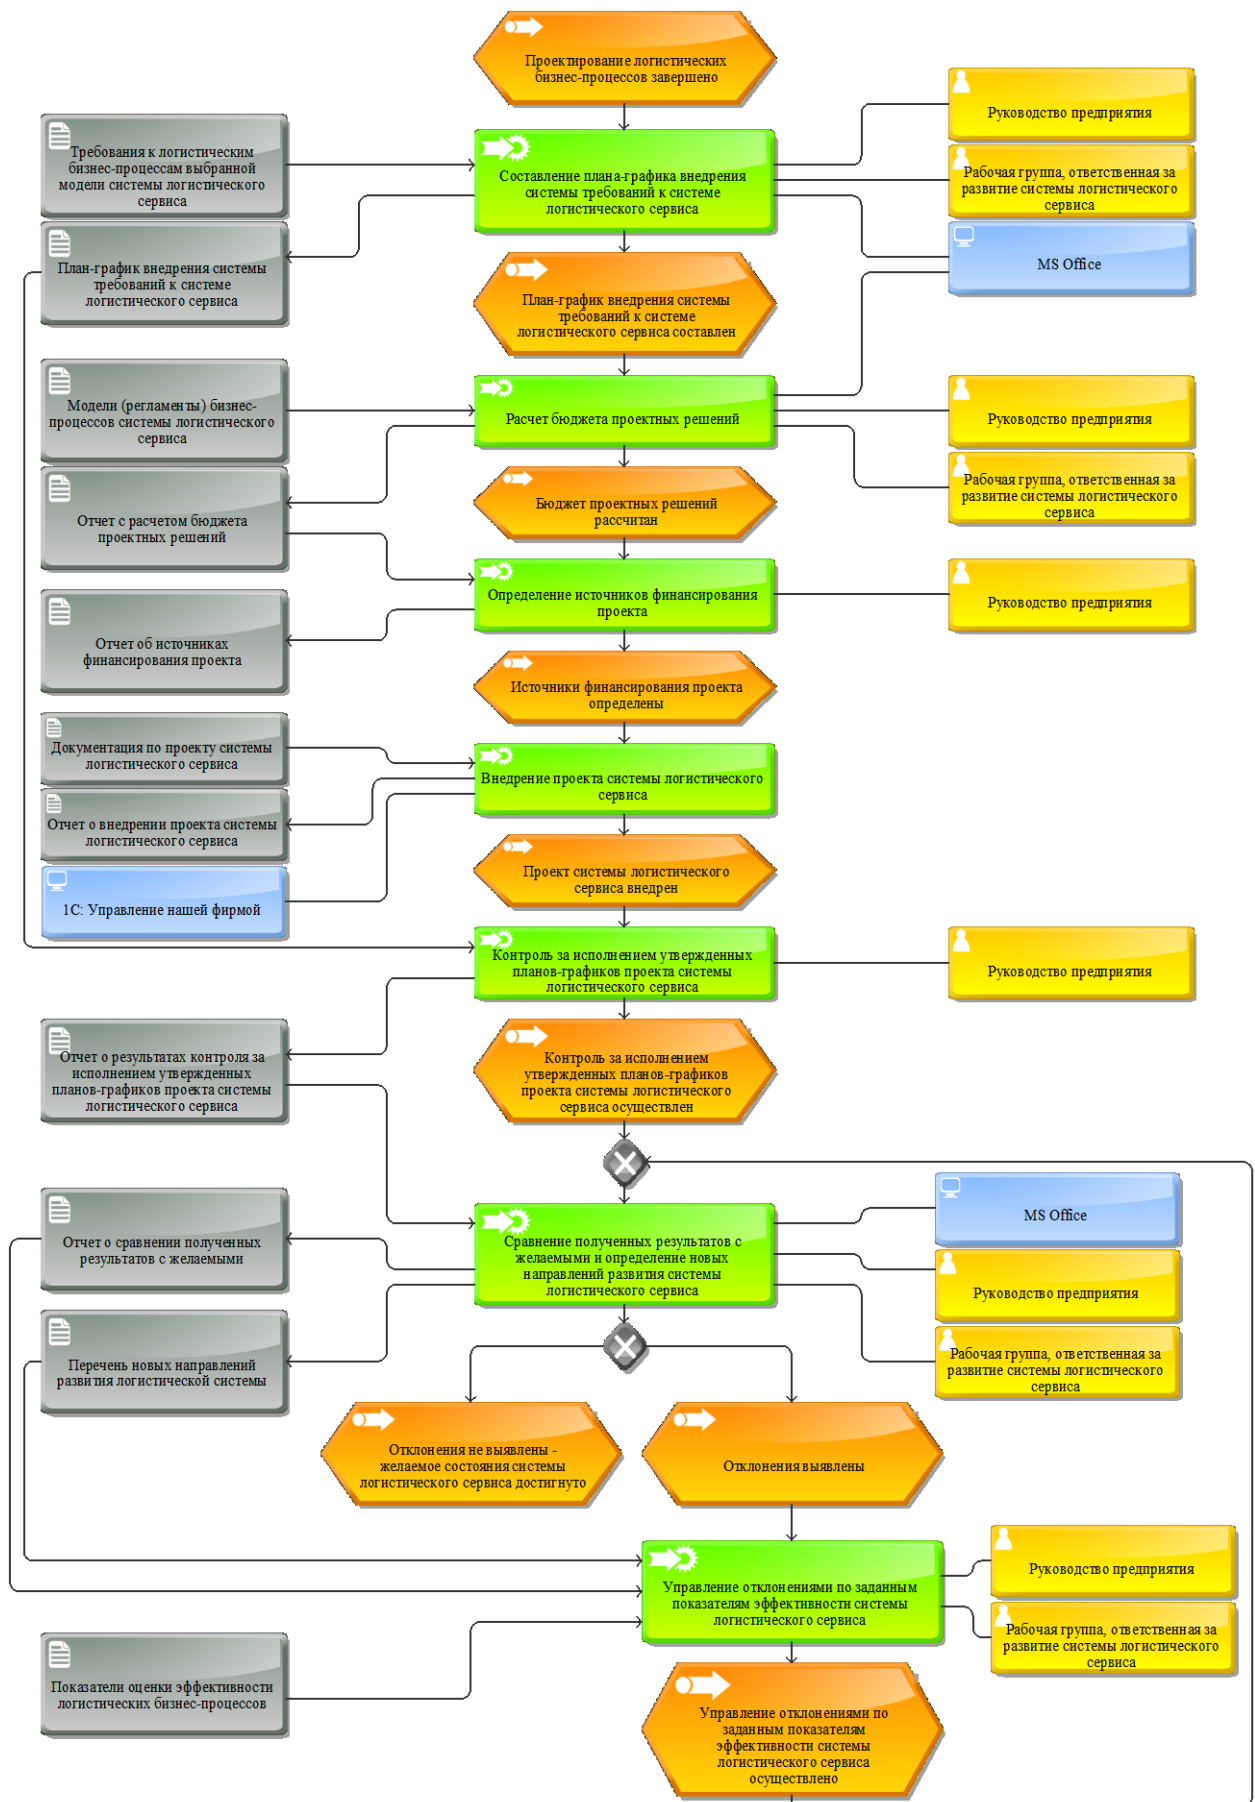 Проектирование логистических
бизнес-процессов завершено
Руководство предприятия
Требования к логистическим
бизнес-процессам выбранной
модели системы логистического
сервиса
Составление плана-графика внедрения
системы требований к системе
логистического сервиса
Рабочая группа, ответственная за
развитие системы логистического
сервиса
MS Office
План-график внедрения системы
требований к системе
логистического сервиса
План-график внедрения системы
требований к системе
логистического сервиса составлен
Модели (регламенты) бизнес-
процессов системы логистического
сервиса
Расчет бюджета проектных решений
Руководство предприятия
Рабочая группа, ответственная за
развитие системы логистического
сервиса
Отчет с расчетом бюджета
проектных решений
Бюджет проектных решений
рассчитан
Определение источников финансирования
проекта
Руководство предприятия
Отчет об источниках
финансирования проекта
Источники финансирования проекта
определены
Документация по проекту системы
логистического сервиса
Внедрение проекта системы логистического
сервиса
Отчет о внедрении проекта системы
логистического сервиса
Проект системы логистического
сервиса внедрен
1С: Управление нашей фирмой
Контроль за исполнением утвержденных
планов-графиков проекта системы
логистического сервиса
Руководство предприятия
Отчет о результатах контроля за
исполнением утвержденных
планов-графиков проекта системы
логистического сервиса
Контроль за исполнением
утвержденных планов-графиков
проекта системы логистического
сервиса осуществлен
MS Office
Отчет о сравнении полученных
результатов с желаемыми
Сравнение полученных результатов с
желаемыми и определение новых
направлений развития системы
логистического сервиса
Руководство предприятия
Рабочая группа, ответственная за
развитие системы логистического
сервиса
Перечень новых направлений
развития логистической системы
Отклонения не выявлены -
желаемое состояния системы
логистического сервиса достигнуто
Отклонения выявлены
Управление отклонениями по заданным
показателям эффективности системы
логистического сервиса
Руководство предприятия
Рабочая группа, ответственная за
развитие системы логистического
сервиса
Показатели оценки эффективности
логистических бизнес-процессов
Управление отклонениями по
заданным показателям
эффективности системы
логистического сервиса
осуществлено